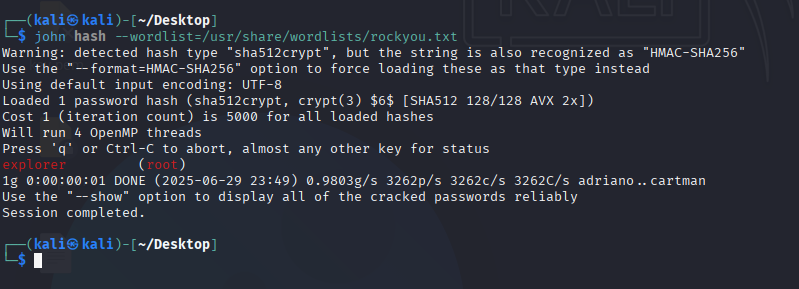 ┌──(kali㉿kali)-[~/Desktop]
└─$ john hash --wordlist=/usr/share/wordlists/rockyou.txt
Warning: detected hash type "sha512crypt", but the string is also recognized as "HMAC-SHA256"
Use the "--format=HMAC-SHA256" option to force loading these as that type instead
Using default input encoding: UTF-8
Loaded 1 password hash (sha512crypt, crypt(3) $6$ [SHA512 128/128 AVX 2x])
Cost 1 (iteration count) is 5000 for all loaded hashes
Will run 4 OpenMP threads
Press 'q' or Ctrl-C to abort, almost any other key for status
explorer         (root)
1g 0:00:00:01 DONE (2025-06-29 23:49) 0.9803g/s 3262p/s 3262c/s 3262C/s adriano..cartman
Use the "--show" option to display all of the cracked passwords reliably
Session completed.
┌──(kali㉿kali)-[~/Desktop]
└─$